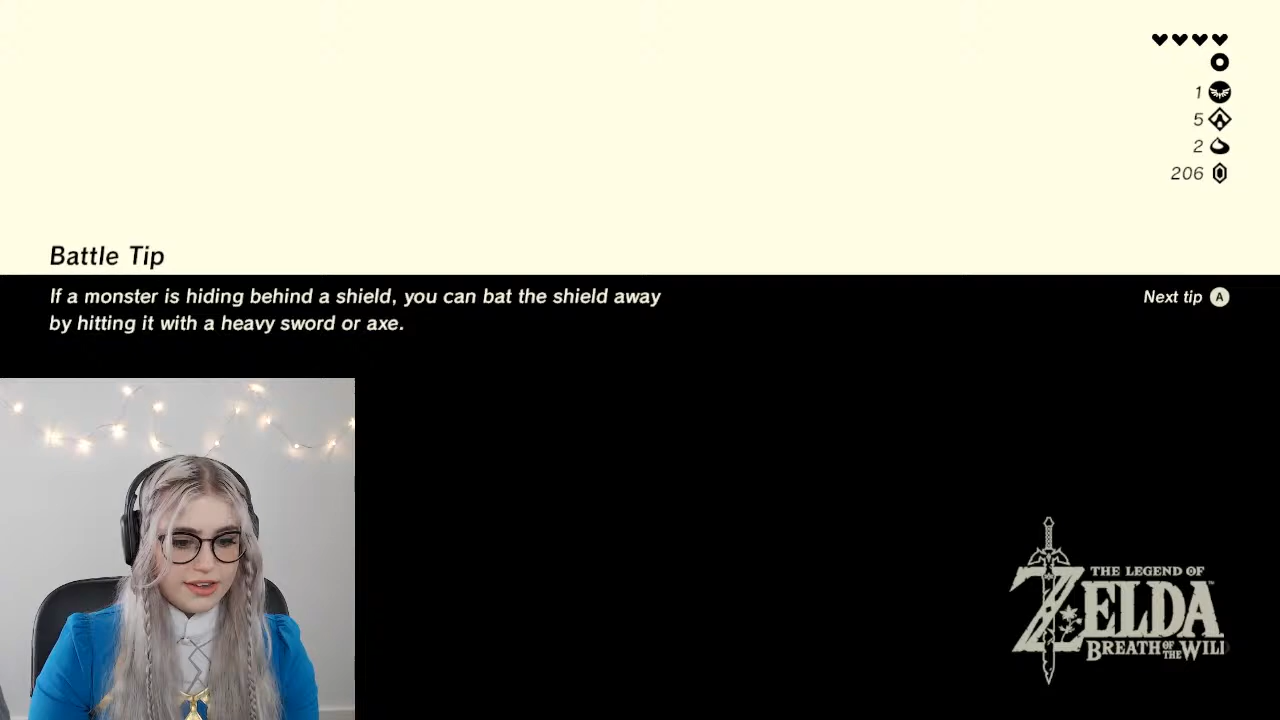 1
5
2
206
Battle Tip
If a monster is hiding behind a shield, you can bat the shield away
by hitting it with a heavy sword or axe.
Next tip A
THE LEGEND OF
ZELDA
BREATH OF THE WILD